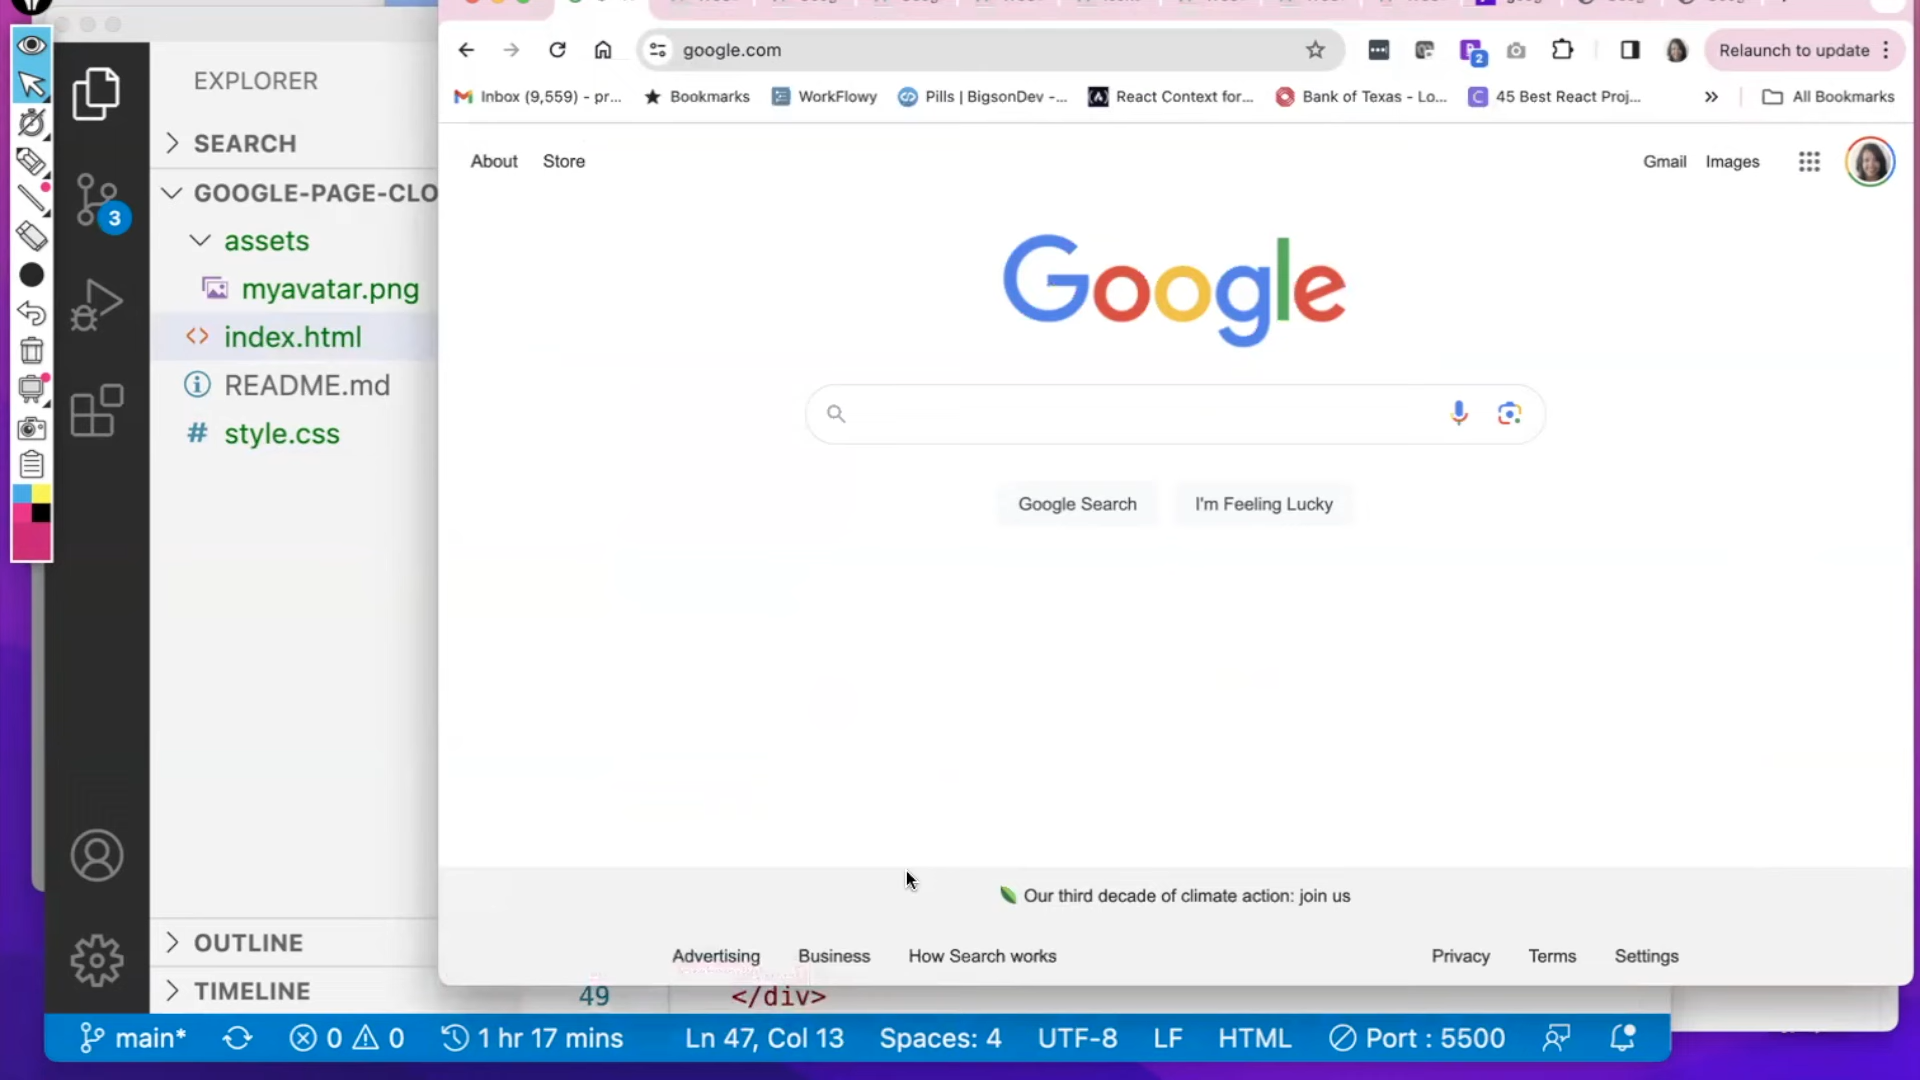 google.com
2
Relaunch to update
Inbox (9,559) - pr...
Bookmarks
WorkFlowy
Pills | BigsonDev -...
React Context for...
Bank of Texas - Lo...
45 Best React Proj...
All Bookmarks
About Store
Gmail Images
Google
Google Search
I'm Feeling Lucky
Our third decade of climate action: join us
Advertising Business How Search works
Privacy Terms Settings
EXPLORER
SEARCH
GOOGLE-PAGE-CLO
assets
myavatar.png
index.html
README.md
style.css
3
OUTLINE
TIMELINE
49 </div>
main* 0 0 1 hr 17 mins Ln 47, Col 13 Spaces: 4 UTF-8 LF HTML Port : 5500